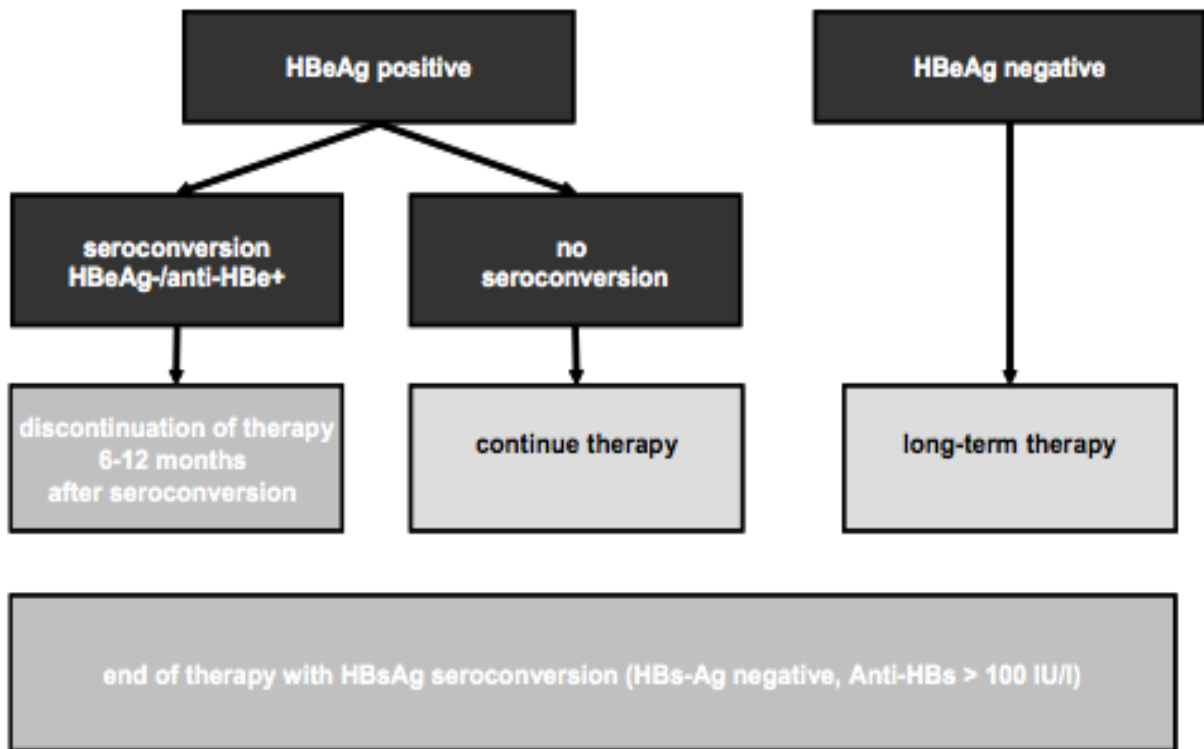 HBeAg positive
HBeAg negative
seroconversion
HBeAg-/anti-HBe+
no
seroconversion
discontinuation of therapy
6-12 months
after seroconversion
continue therapy
long-term therapy
end of therapy with HBsAg seroconversion (HBs-Ag negative, Anti-HBs > 100 IU/l)